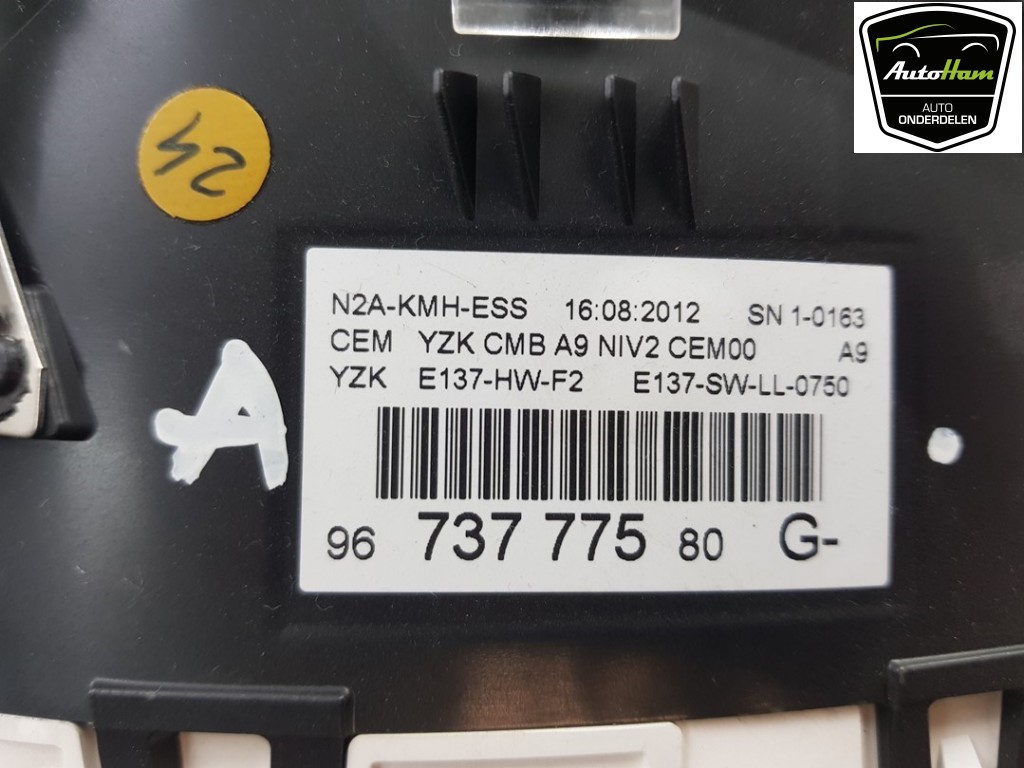 AutoHam
AUTO
ONDERDELEN
24
A
N2A-KMH-ESS 16:08:2012 SN 1-0163
CEM YZK CMB A9 NIV2 CEM00 A9
YZK E137-HW-F2 E137-SW-LL-0750
96 737 775 80 G-